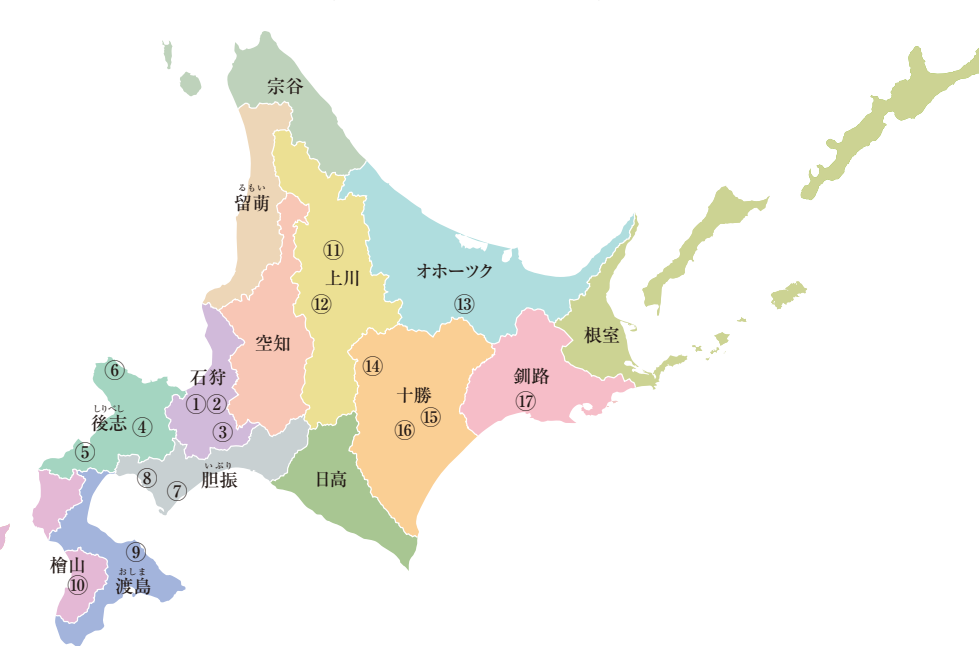 宗谷
るもい
留萌
⑪
上川
⑫
オホーツク
⑬
空知
根室
⑥
石狩
①②
③
しりべし
後志
④
⑤
⑭
十勝
⑮
⑯
釧路
⑰
いぶり
胆振
⑧
⑦
日高
⑨
檜山
⑩
おしま
渡島